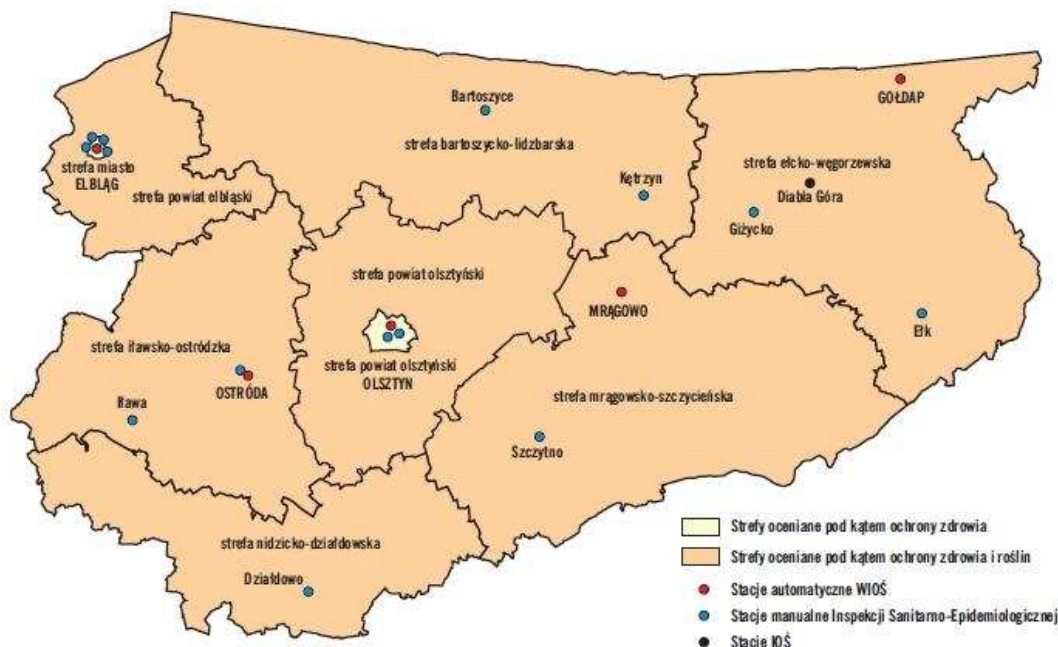 GOŁDAP
Bartoszyce
strefa bartoszycko-lidzbarska
strefa miasto
ELBLĄG
strefa ełcko-węgorzewska
Kętrzyn
Diabla Góra
strefa powiat elbląski
Giżycko
strefa powiat olsztyński
MRĄGOWO
Ełk
strefa iławsko-ostródzka
strefa powiat olsztyński
OLSZTYN
OSTRÓDA
strefa mrągowsko-szczycieńska
Iława
Szczytno
strefa nidzicko-działdowska
Działdowo
Strefy oceniane pod kątem ochrony zdrowia
Strefy oceniane pod kątem ochrony zdrowia i roślin
Stacje automatyczne WIOŚ
Stacje manualne Inspekcji Sanitarno-Epidemiologicznej
Stacje IOŚ